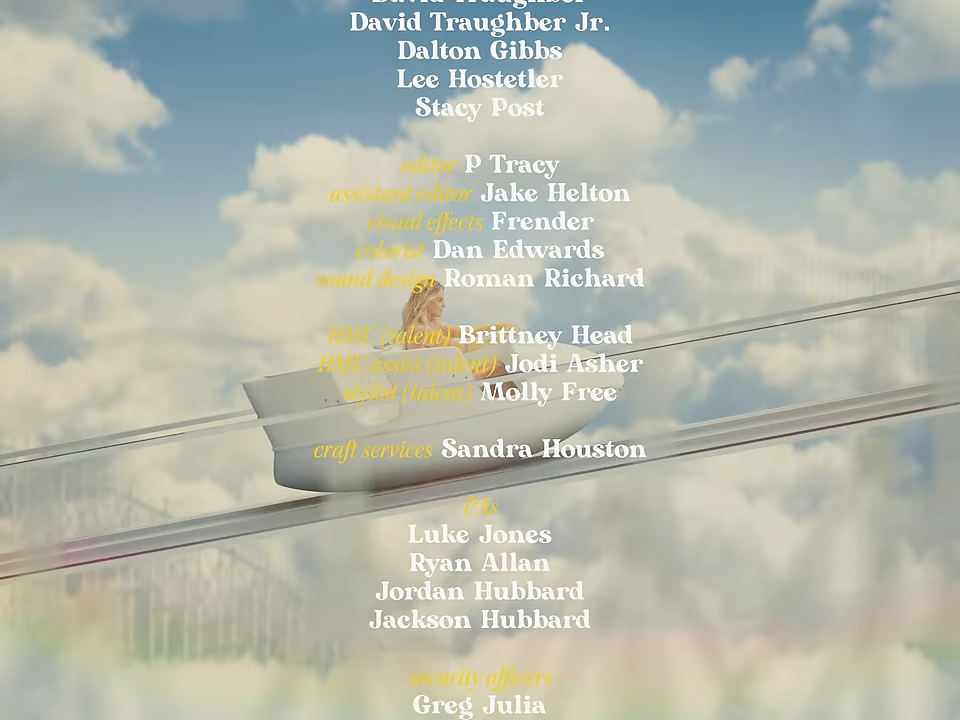 David Traughber
David Traughber Jr.
Dalton Gibbs
Lee Hostetler
Stacy Post
editor P Tracy
assistant editor Jake Helton
visual effects Frender
colorist Dan Edwards
sound design Roman Richard
HMU (talent) Brittney Head
HMU assist (talent) Jodi Asher
stylist (talent) Molly Free
craft services Sandra Houston
PAs
Luke Jones
Ryan Allan
Jordan Hubbard
Jackson Hubbard
security officers
Greg Julia